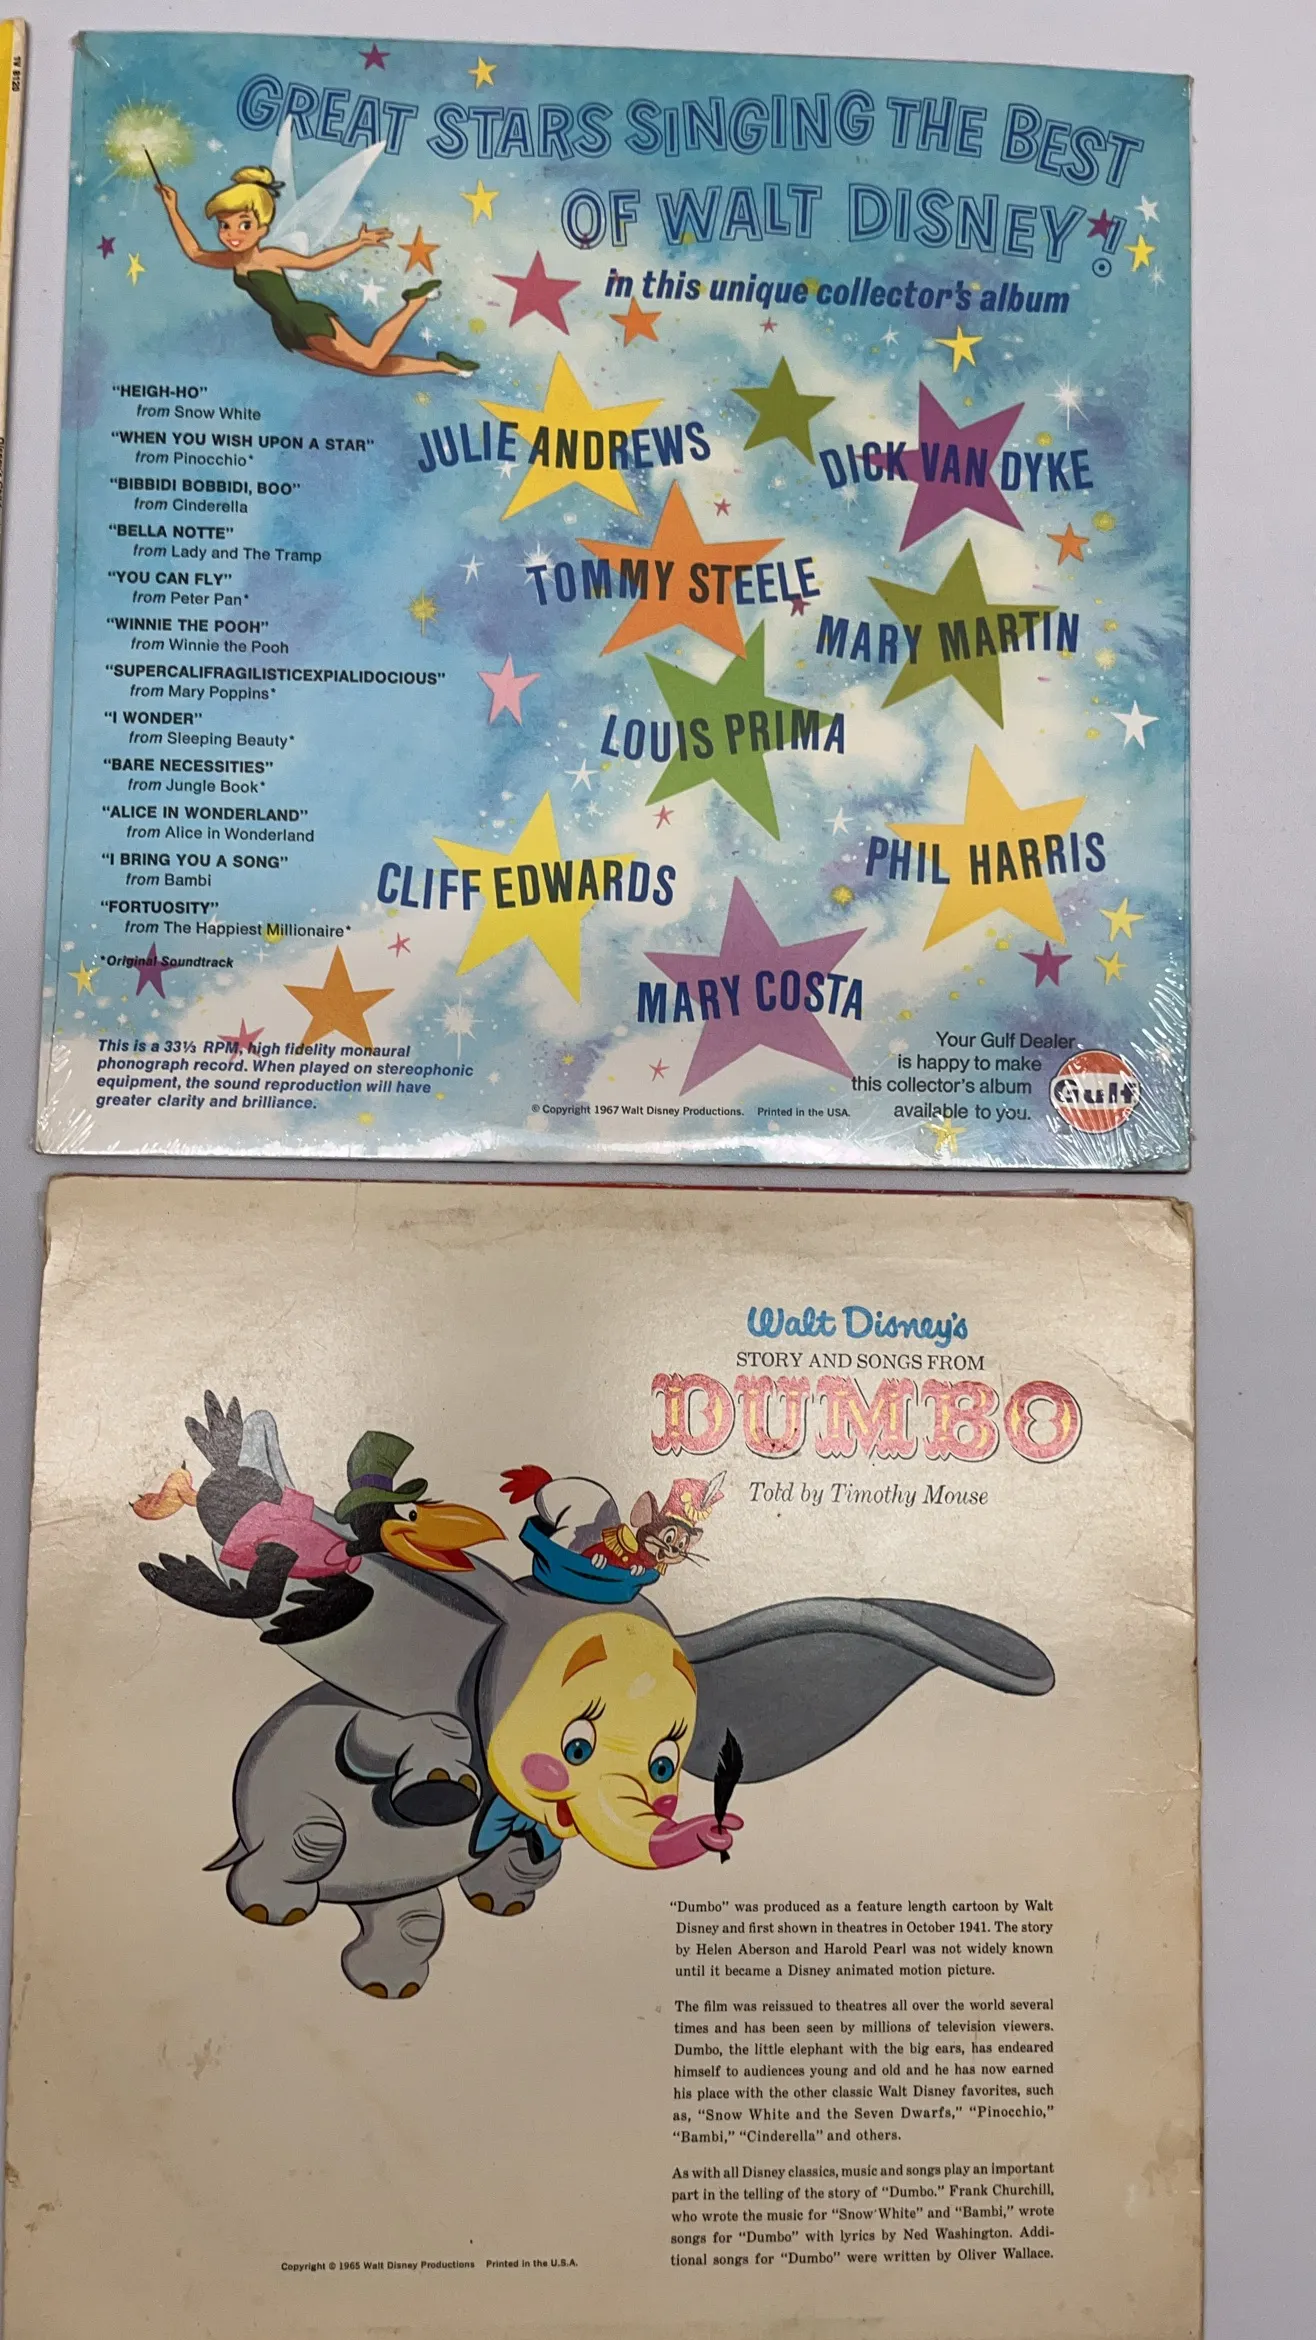 TV 8125
GREAT STARS SINGING THE BEST
OF WALT DISNEY!
in this unique collector's album
"HEIGH-HO"
from Snow White
"WHEN YOU WISH UPON A STAR"
from Pinocchio*
"BIBBIDI BOBBIDI, BOO"
from Cinderella
"BELLA NOTTE"
from Lady and The Tramp
"YOU CAN FLY"
from Peter Pan*
"WINNIE THE POOH"
from Winnie the Pooh
"SUPERCALIFRAGILISTICEXPIALIDOCIOUS"
from Mary Poppins*
"I WONDER"
from Sleeping Beauty*
"BARE NECESSITIES"
from Jungle Book*
"ALICE IN WONDERLAND"
from Alice in Wonderland
"I BRING YOU A SONG"
from Bambi
"FORTUOSITY"
from The Happiest Millionaire*
*Original Soundtrack
JULIE ANDREWS
DICK VAN DYKE
TOMMY STEELE
MARY MARTIN
LOUIS PRIMA
PHIL HARRIS
CLIFF EDWARDS
MARY COSTA
This is a 33⅓ RPM, high fidelity monaural
phonograph record. When played on stereophonic
equipment, the sound reproduction will have
greater clarity and brilliance.
© Copyright 1967 Walt Disney Productions. Printed in the USA.
Your Gulf Dealer
is happy to make
this collector's album
available to you.
Gulf
Walt Disney's
STORY AND SONGS FROM
DUMBO
Told by Timothy Mouse
"Dumbo" was produced as a feature length cartoon by Walt
Disney and first shown in theatres in October 1941. The story
by Helen Aberson and Harold Pearl was not widely known
until it became a Disney animated motion picture.
The film was reissued to theatres all over the world several
times and has been seen by millions of television viewers.
Dumbo, the little elephant with the big ears, has endeared
himself to audiences young and old and he has now earned
his place with the other classic Walt Disney favorites, such
as, "Snow White and the Seven Dwarfs," "Pinocchio,"
"Bambi," "Cinderella" and others.
As with all Disney classics, music and songs play an important
part in the telling of the story of "Dumbo." Frank Churchill,
who wrote the music for "Snow White" and "Bambi," wrote
songs for "Dumbo" with lyrics by Ned Washington. Addi-
tional songs for "Dumbo" were written by Oliver Wallace.
Copyright © 1965 Walt Disney Productions Printed in the U.S.A.